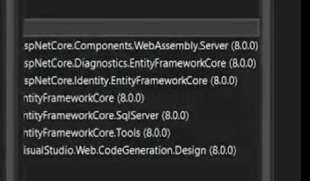 spNetCore.Components.WebAssembly.Server (8.0.0)
spNetCore.Diagnostics.EntityFrameworkCore (8.0.0)
spNetCore.Identity.EntityFrameworkCore (8.0.0)
ntityFrameworkCore (8.0.0)
ntityFrameworkCore.SqlServer (8.0.0)
ntityFrameworkCore.Tools (8.0.0)
isualStudio.Web.CodeGeneration.Design (8.0.0)